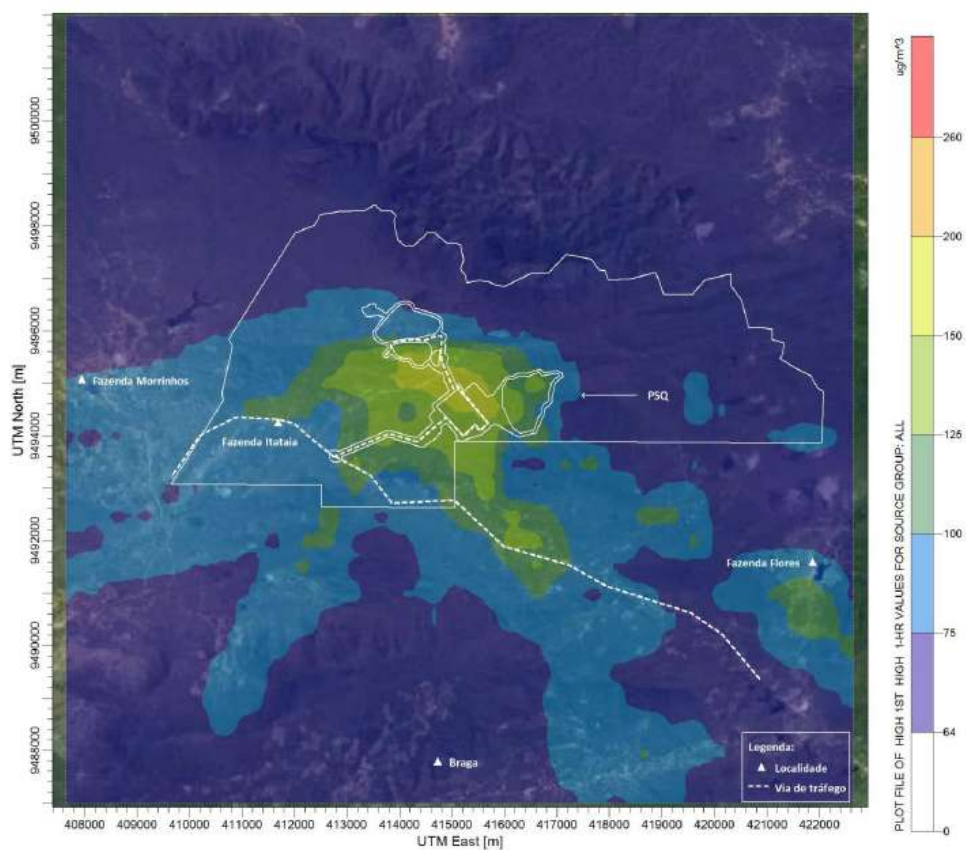 UTM North [m]
9500000
9498000
9496000
9494000
9492000
9490000
9488000
Fazenda Morrinhos
Fazenda Itataia
PSQ
Fazenda Flores
Braga
Legenda:
Localidade
Via de tráfego
408000 409000 410000 411000 412000 413000 414000 415000 416000 417000 418000 419000 420000 421000 422000
UTM East [m]
PLOT FILE OF HIGH 1ST HIGH 1-HR VALUES FOR SOURCE GROUP: ALL
ug/m^3
260
200
150
125
100
75
64
0